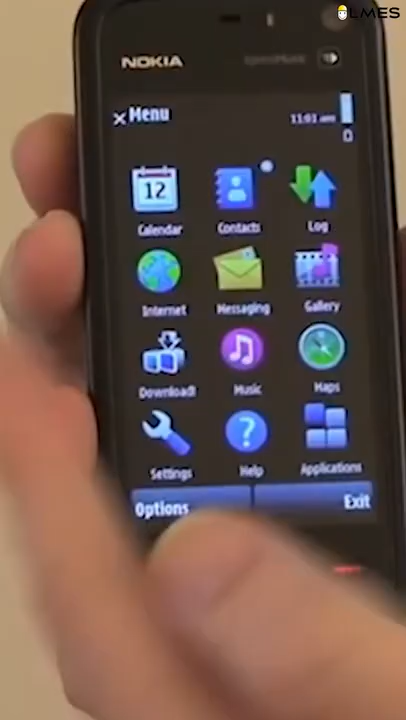 OLMES
NOKIA
XpressMusic
Menu
11:01 am
12
Calendar
Contacts
Log
Internet
Messaging
Gallery
Download!
Music
Maps
Settings
Help
Applications
Options
Exit